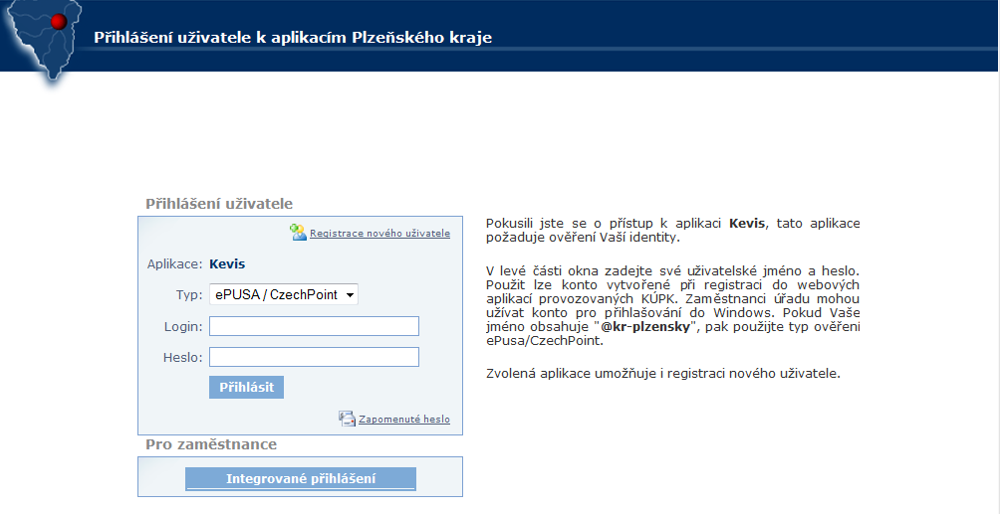 Přihlášení uživatele k aplikacím Plzeňského kraje
Přihlášení uživatele
Registrace nového uživatele
Aplikace: Kevis
Typ: ePUSA / CzechPoint
Login:
Heslo:
Přihlásit
Zapomenuté heslo
Pro zaměstnance
Integrované přihlášení
Pokusili jste se o přístup k aplikaci Kevis, tato aplikace
požaduje ověření Vaší identity.
V levé části okna zadejte své uživatelské jméno a heslo.
Použít lze konto vytvořené při registraci do webových
aplikací provozovaných KÚPK. Zaměstnanci úřadu mohou
užívat konto pro přihlašování do Windows. Pokud Vaše
jméno obsahuje "@kr-plzensky", pak použijte typ ověření
ePusa/CzechPoint.
Zvolená aplikace umožňuje i registraci nového uživatele.